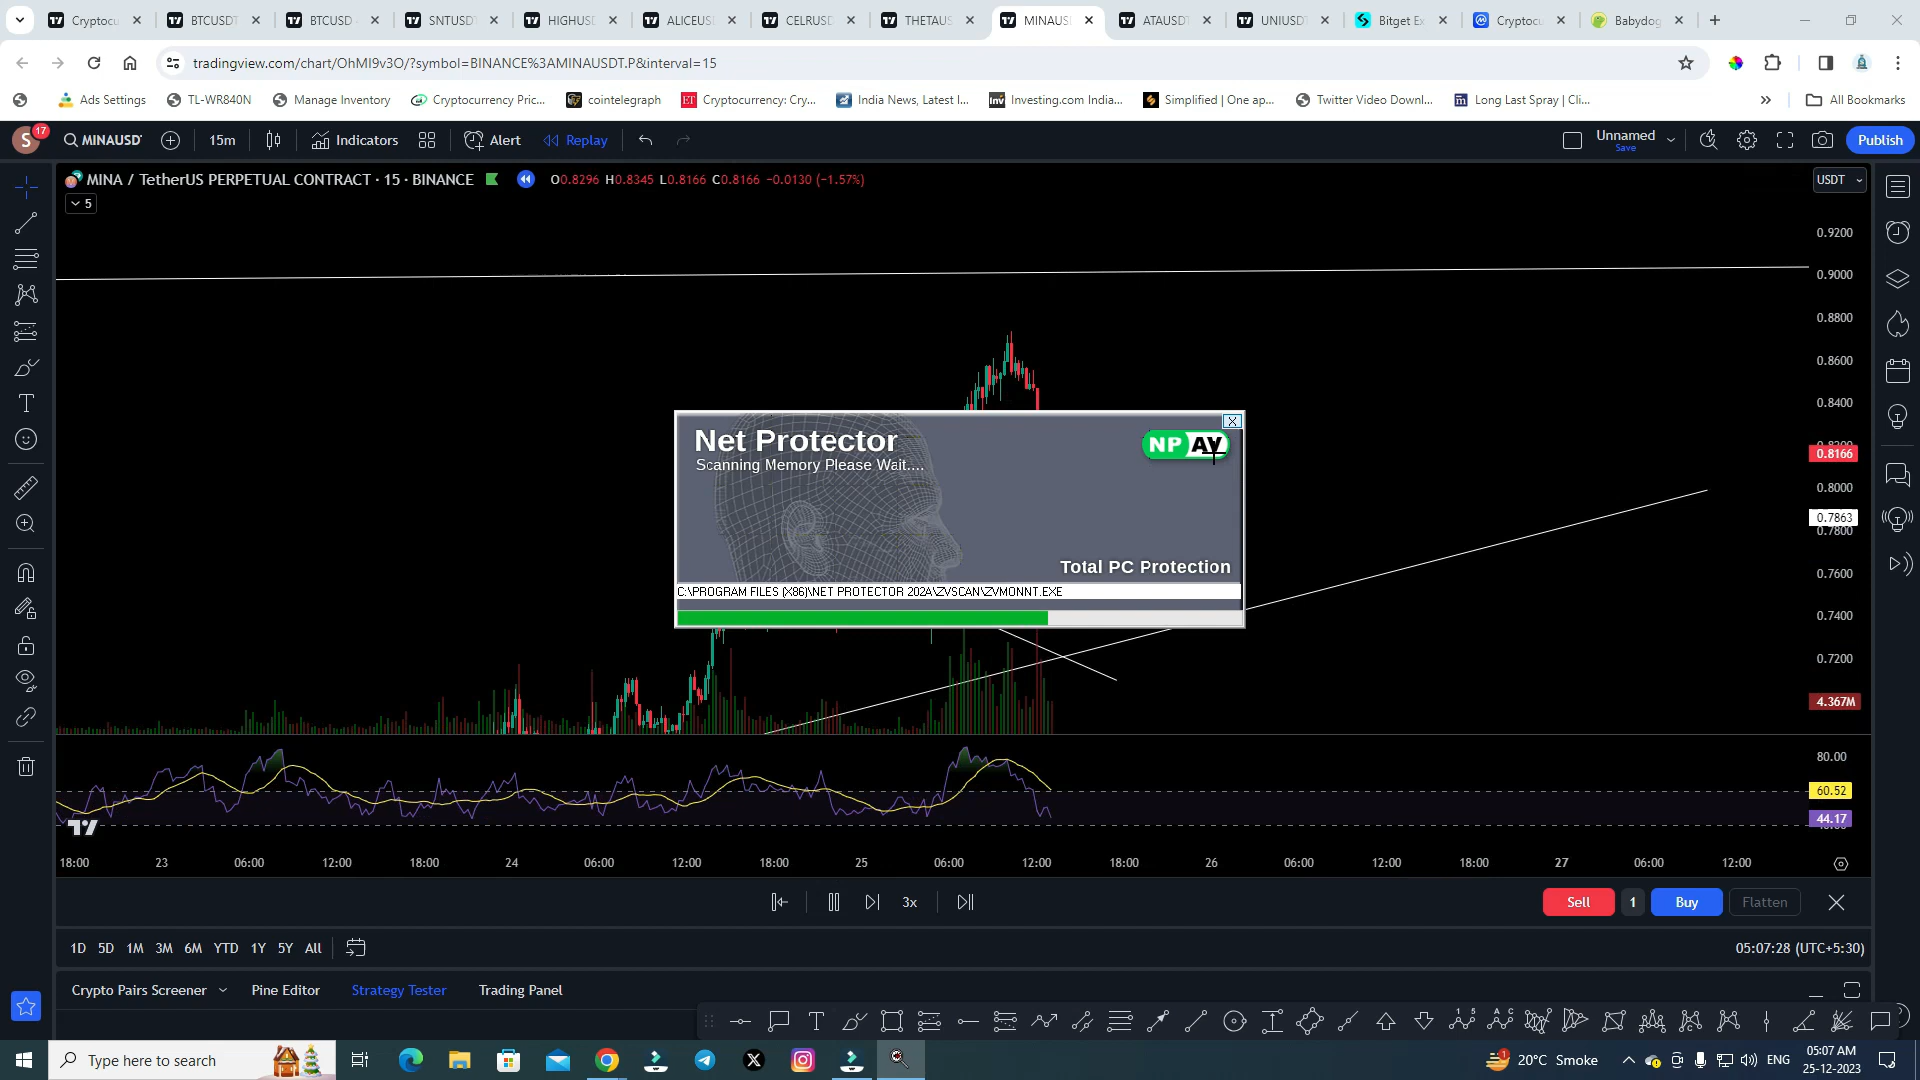 Cryptocu
BTCUSDT
BTCUSD
SNTUSDT
HIGHUSD
ALICEUS
CELRUSD
THETAUS
MINAUS
ATAUSDT
UNIUSDT
Bitget Ex
Cryptocu
Babydog
tradingview.com/chart/OhMI9v3O/?symbol=BINANCE%3AMINAUSDT.P&interval=15
Ads Settings
TL-WR840N
Manage Inventory
Cryptocurrency Pric...
cointelegraph
Cryptocurrency: Cry...
India News, Latest I...
Investing.com India...
Simplified | One ap...
Twitter Video Downl...
Long Last Spray | Cli...
All Bookmarks
S 17
MINAUSD
15m
Indicators
Alert
Replay
Unnamed
Save
Publish
MINA / TetherUS PERPETUAL CONTRACT · 15 · BINANCE
O0.8296 H0.8345 L0.8166 C0.8166 -0.0130 (-1.57%)
USDT
5
0.9200
0.9000
0.8800
0.8600
0.8400
0.8166
0.8000
0.7863
0.7800
0.7600
0.7400
0.7200
4.367M
80.00
60.52
44.17
Net Protector
Scanning Memory Please Wait....
NP AV
Total PC Protection
C:\PROGRAM FILES (X86)\NET PROTECTOR 202A\ZVSCAN\ZVMONNT.EXE
18:00 23 06:00 12:00 18:00 24 06:00 12:00 18:00 25 06:00 12:00 18:00 26 06:00 12:00 18:00 27 06:00 12:00
3x
Sell
1
Buy
Flatten
1D 5D 1M 3M 6M YTD 1Y 5Y All
05:07:28 (UTC+5:30)
Crypto Pairs Screener
Pine Editor
Strategy Tester
Trading Panel
Type here to search
20°C Smoke
ENG
05:07 AM
25-12-2023